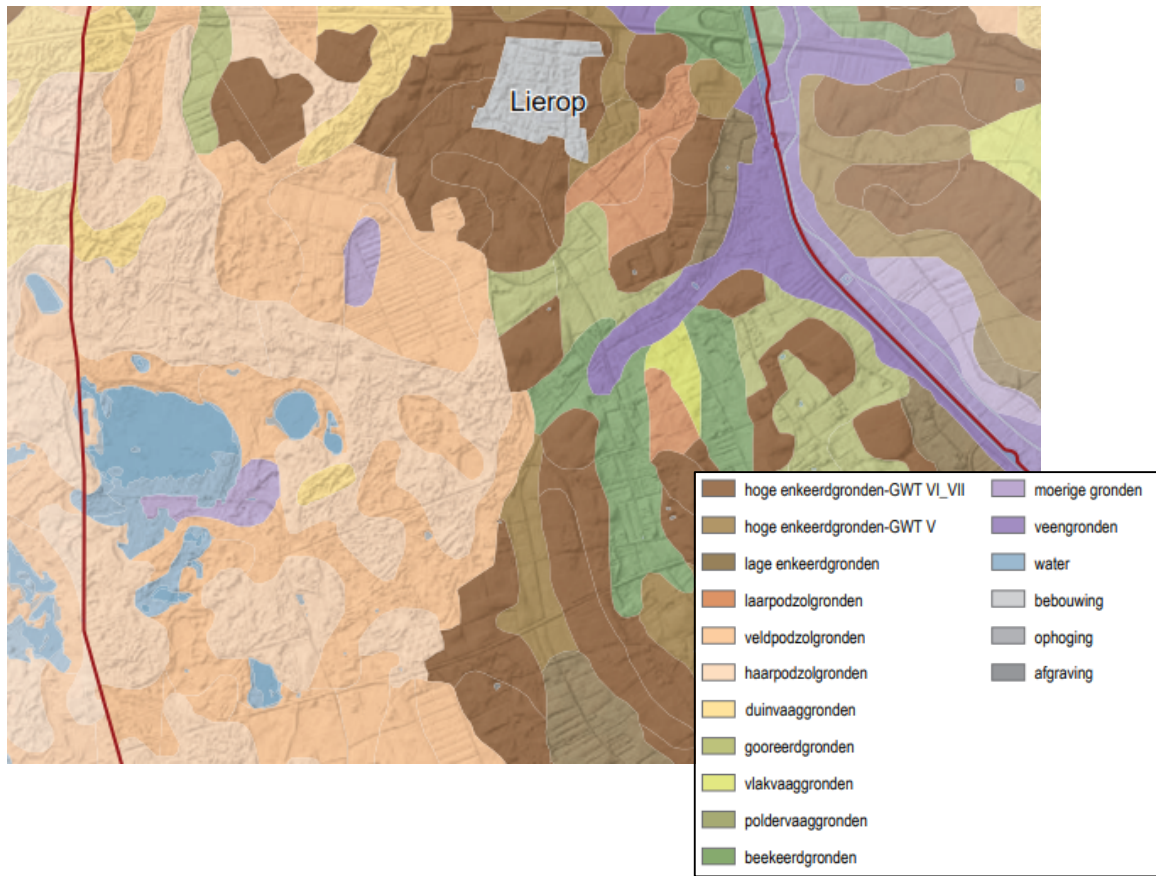 Lierop
hoge enkeerdgronden-GWT VI_VII
hoge enkeerdgronden-GWT V
lage enkeerdgronden
laarpodzolgronden
veldpodzolgronden
haarpodzolgronden
duinvaaggronden
gooreerdgronden
vlakvaaggronden
poldervaaggronden
beekeerdgronden
moerige gronden
veengronden
water
bebouwing
ophoging
afgraving